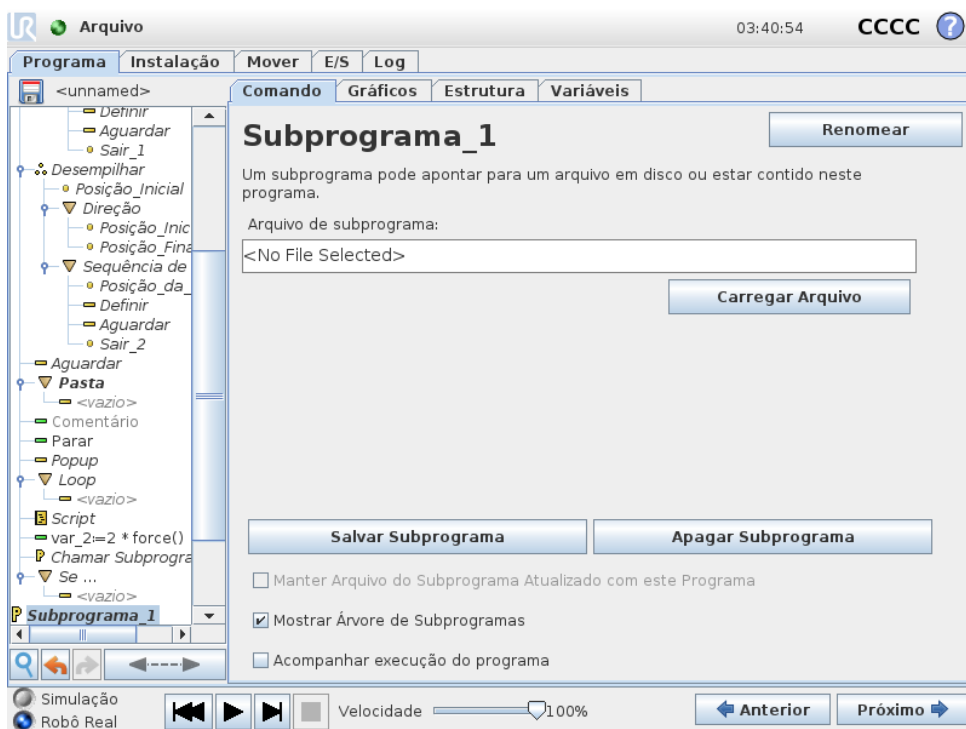 UR Arquivo 03:40:54 CCCC ?
Programa Instalação Mover E/S Log
<unnamed>
Definir
Aguardar
Sair_1
Desempilhar
Posição_Inicial
Direção
Posição_Inic
Posição_Fina
Sequência de
Posição_da_
Definir
Aguardar
Sair_2
Aguardar
Pasta
<vazio>
Comentário
Parar
Popup
Loop
<vazio>
Script
var_2:=2 * force()
Chamar Subprogra
Se ...
<vazio>
Subprograma_1
Comando Gráficos Estrutura Variáveis
Subprograma_1
Renomear
Um subprograma pode apontar para um arquivo em disco ou estar contido neste
programa.
Arquivo de subprograma:
<No File Selected>
Carregar Arquivo
Salvar Subprograma Apagar Subprograma
Manter Arquivo do Subprograma Atualizado com este Programa
Mostrar Árvore de Subprogramas
Acompanhar execução do programa
Simulação
Robô Real
Velocidade 100%
Anterior Próximo